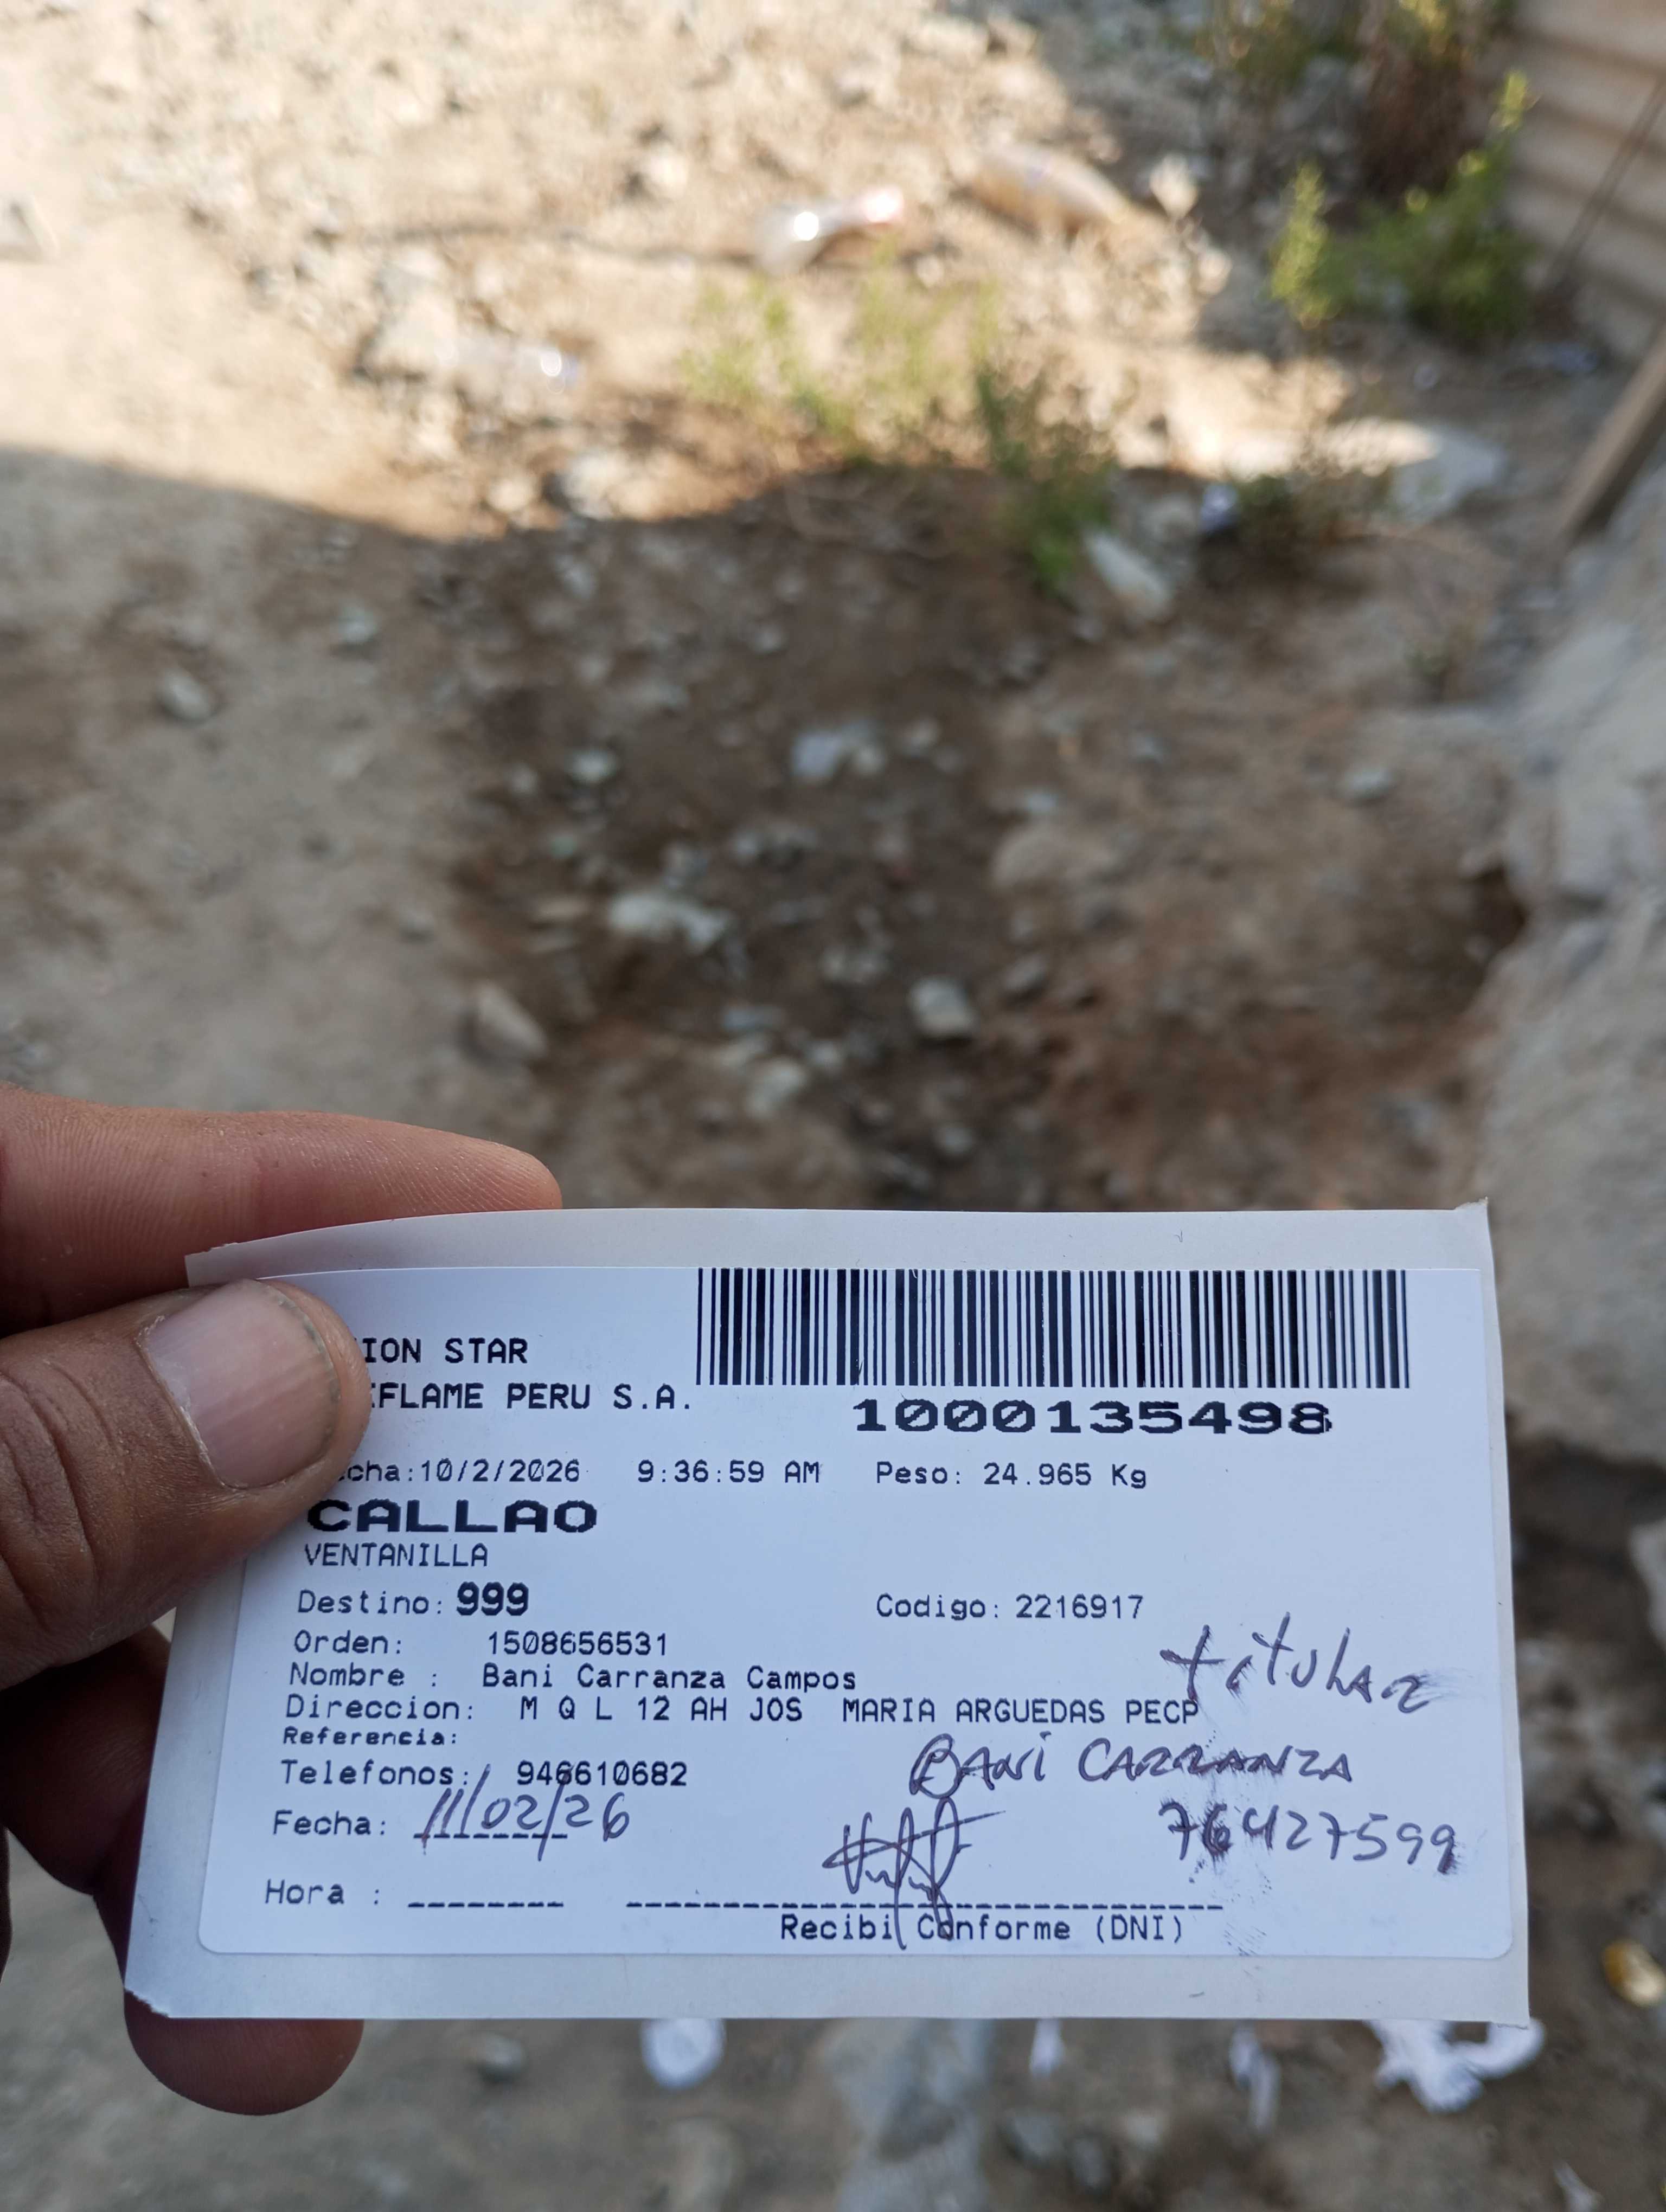 ION STAR
IFLAME PERU S.A.
1000135498
cha:10/2/2026 9:36:59 AM Peso: 24.965 Kg
CALLAO
VENTANILLA
Destino: 999 Codigo: 2216917
Orden: 1508656531
titular
Nombre : Bani Carranza Campos
Direccion: M Q L 12 AH JOS MARIA ARGUEDAS PECP
Referencia:
BANI CARRANZA
Telefonos: 946610682
Fecha: 11/02/26
76427599
Hora :
Recibi Conforme (DNI)